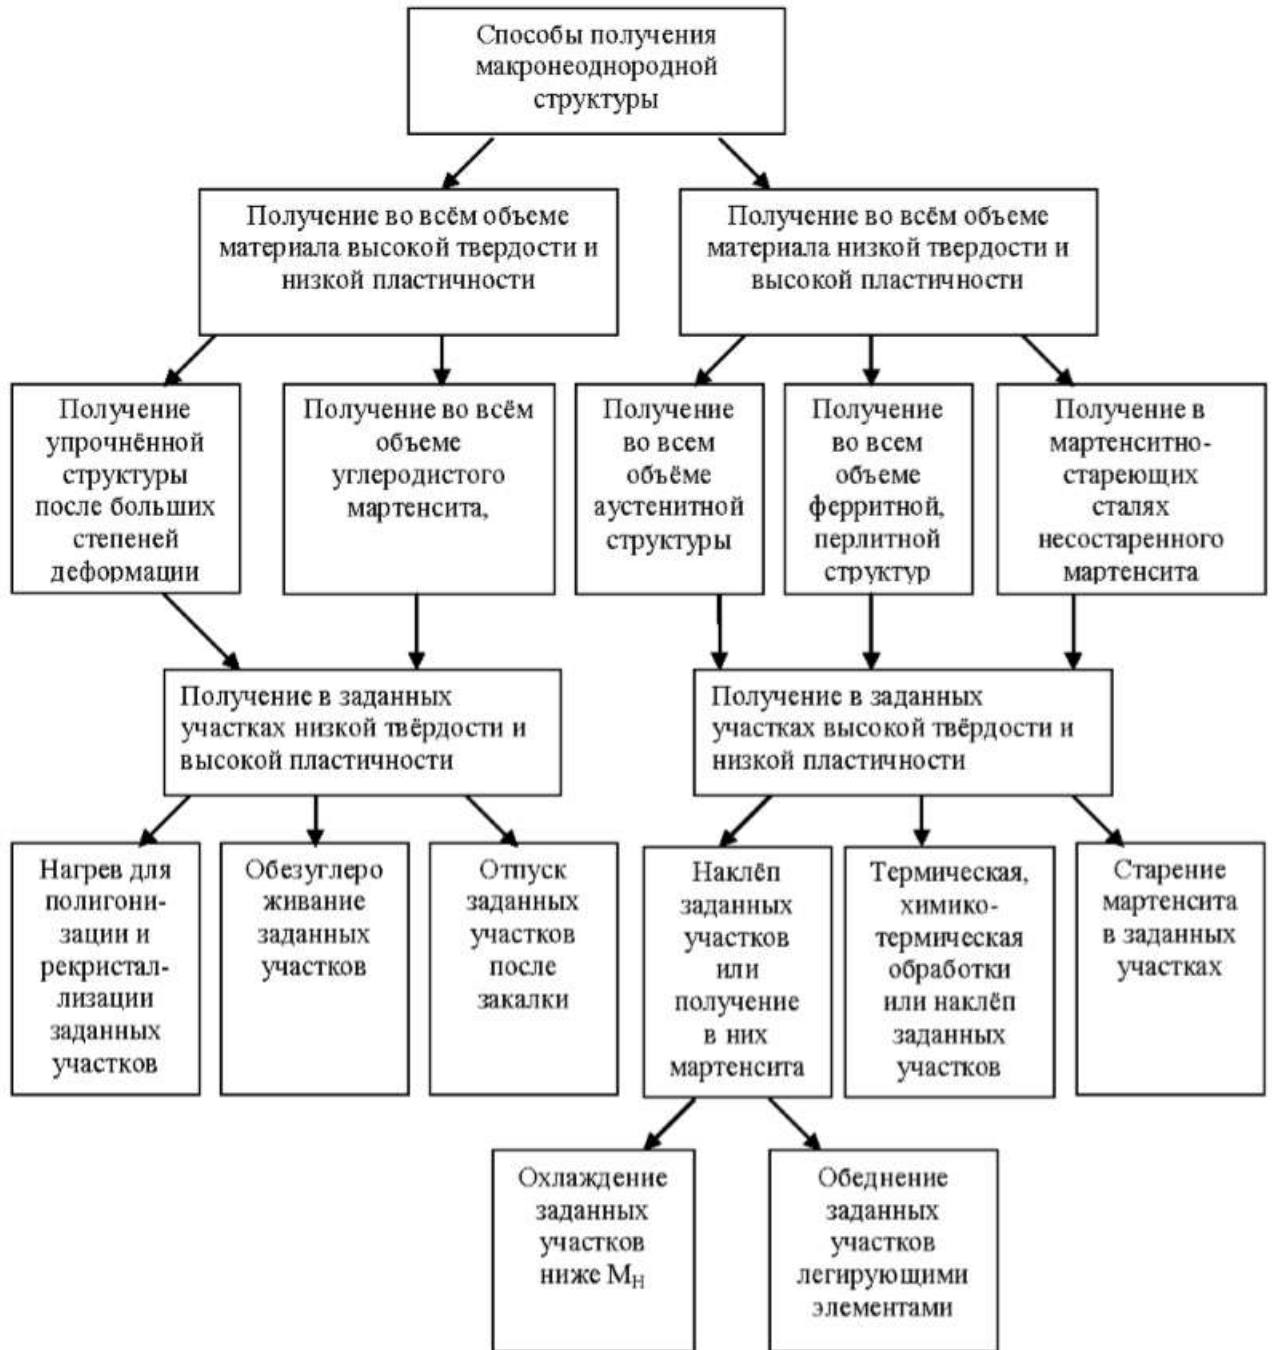 Способы получения
макронеоднородной
структуры
Получение во всём объеме
материала высокой твердости и
низкой пластичности
Получение во всём объеме
материала низкой твердости и
высокой пластичности
Получение
упрочнённой
структуры
после больших
степеней
деформации
Получение во всём
объеме
углеродистого
мартенсита,
Получение
во всем
объёме
аустенитной
структуры
Получение
во всем
объеме
ферритной,
перлитной
структур
Получение в
мартенситно-
стареющих
сталях
несостаренного
мартенсита
Получение в заданных
участках низкой твёрдости и
высокой пластичности
Получение в заданных
участках высокой твёрдости и
низкой пластичности
Нагрев для
полигони-
зации и
рекристал-
лизации
заданных
участков
Обезуглеро
живание
заданных
участков
Отпуск
заданных
участков
после
закалки
Наклёп
заданных
участков
или
получение
в них
мартенсита
Термическая,
химико-
термическая
обработки
или наклёп
заданных
участков
Старение
мартенсита
в заданных
участках
Охлаждение
заданных
участков
ниже Mн
Обеднение
заданных
участков
легирующими
элементами